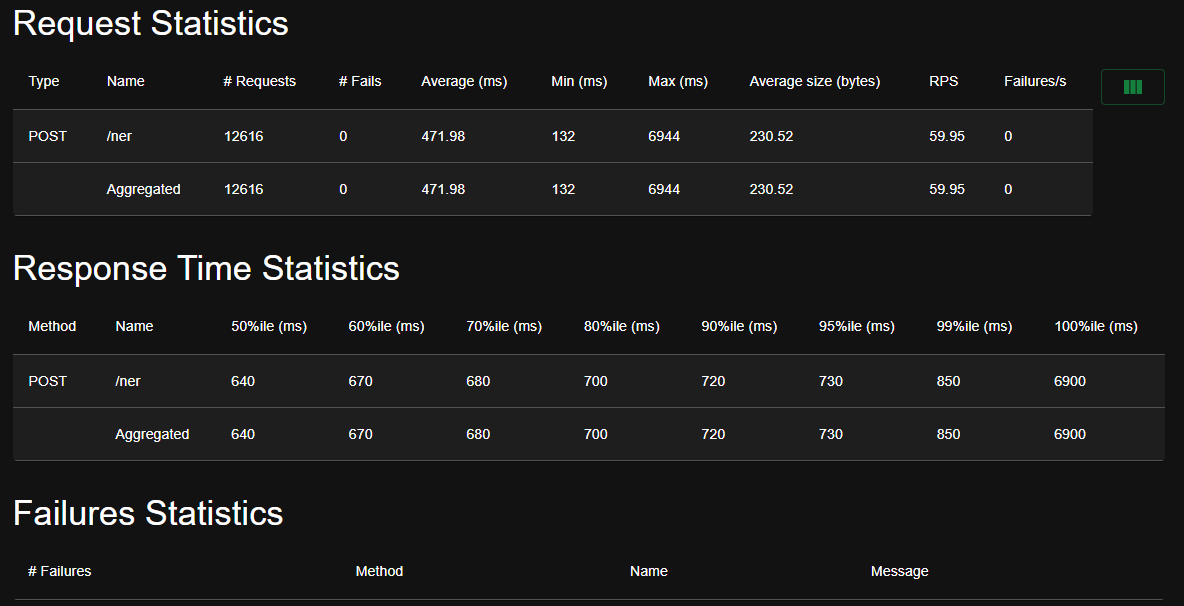 Request Statistics
Type Name # Requests # Fails Average (ms) Min (ms) Max (ms) Average size (bytes) RPS Failures/s
POST /ner 12616 0 471.98 132 6944 230.52 59.95 0
Aggregated 12616 0 471.98 132 6944 230.52 59.95 0
Response Time Statistics
Method Name 50%ile (ms) 60%ile (ms) 70%ile (ms) 80%ile (ms) 90%ile (ms) 95%ile (ms) 99%ile (ms) 100%ile (ms)
POST /ner 640 670 680 700 720 730 850 6900
Aggregated 640 670 680 700 720 730 850 6900
Failures Statistics
# Failures Method Name Message